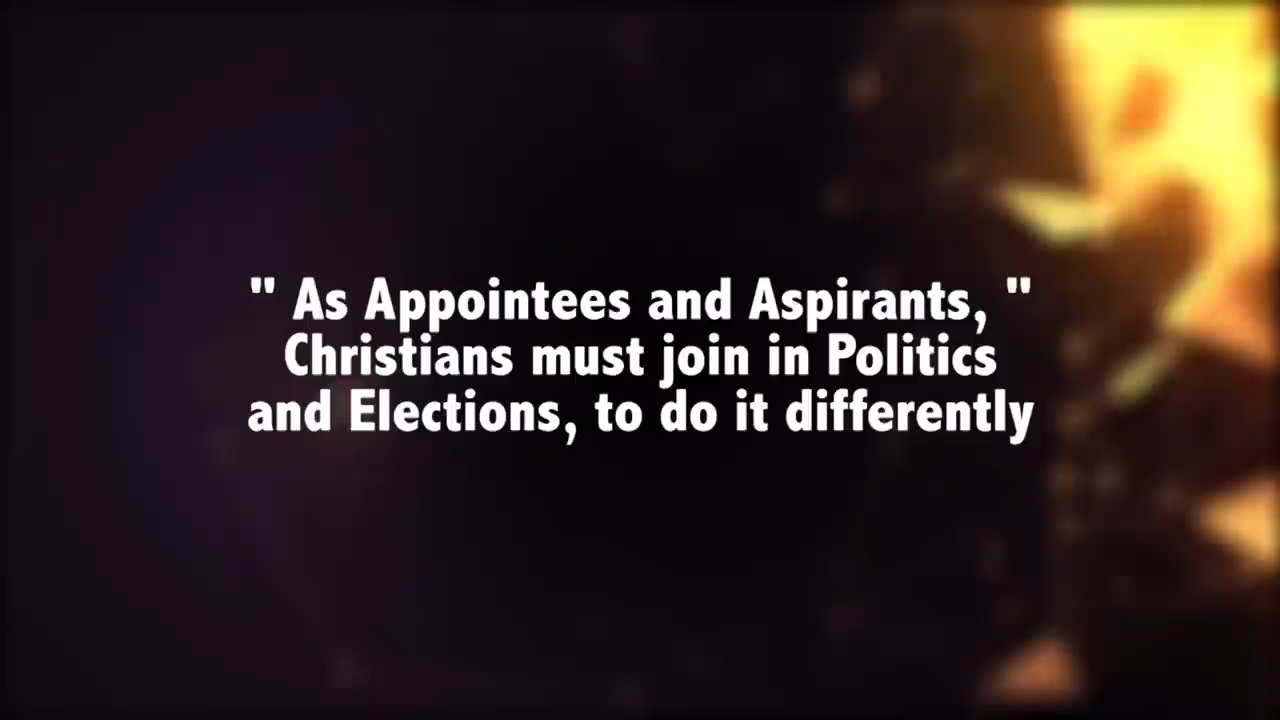 " As Appointees and Aspirants, "
Christians must join in Politics
and Elections, to do it differently